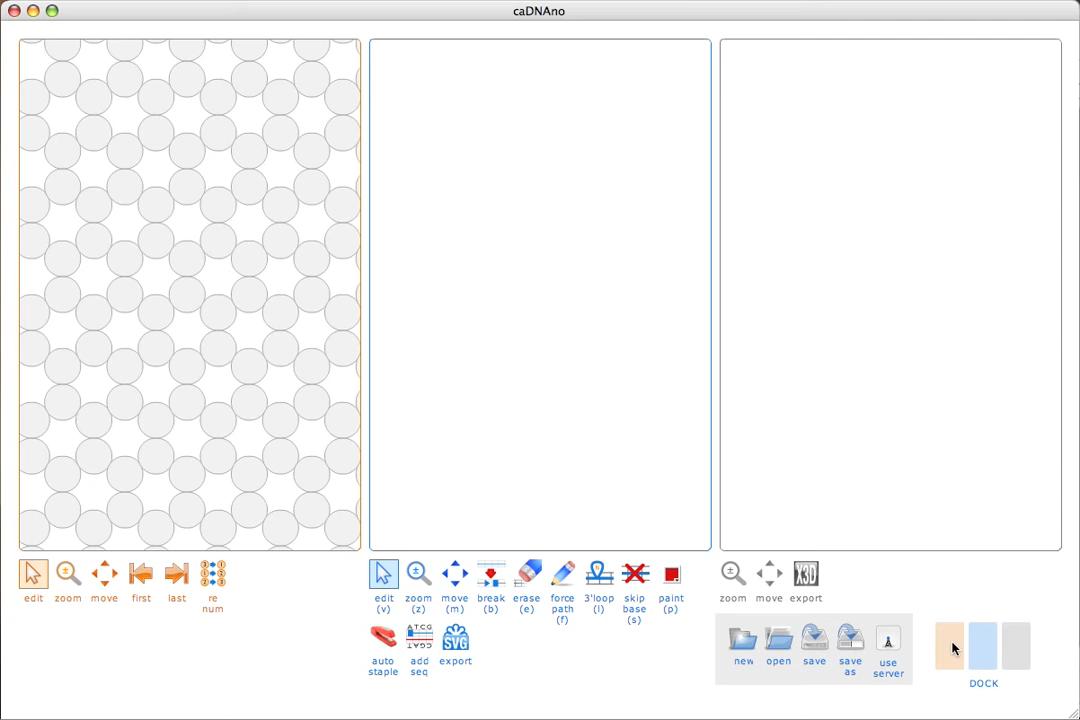 caDNAno
edit zoom move first last re num
edit (v) zoom (z) move (m) break (b) erase (e) force path (f) 3'loop (l) skip base (s) paint (p)
zoom move export
X3D
auto staple add seq export
ATCG
SVG
new open save save as use server
DOCK